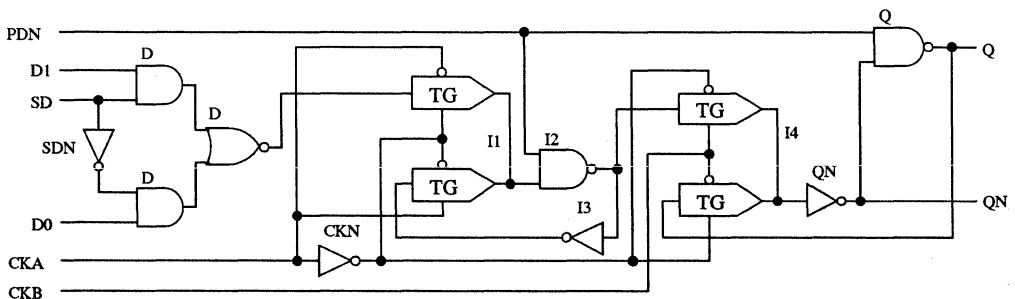 PDN
Q
Q
D
D1
SD
D
TG
I1
I2
TG
I4
SDN
D
TG
I3
TG
QN
QN
D0
CKN
CKA
CKB